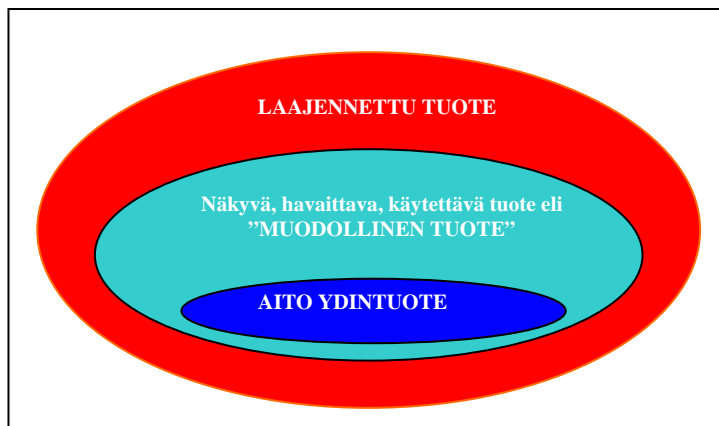 LAAJENNETTU TUOTE
Näkyvä, havaittava, käytettävä tuote eli
”MUODOLLINEN TUOTE”
AITO YDINTUOTE